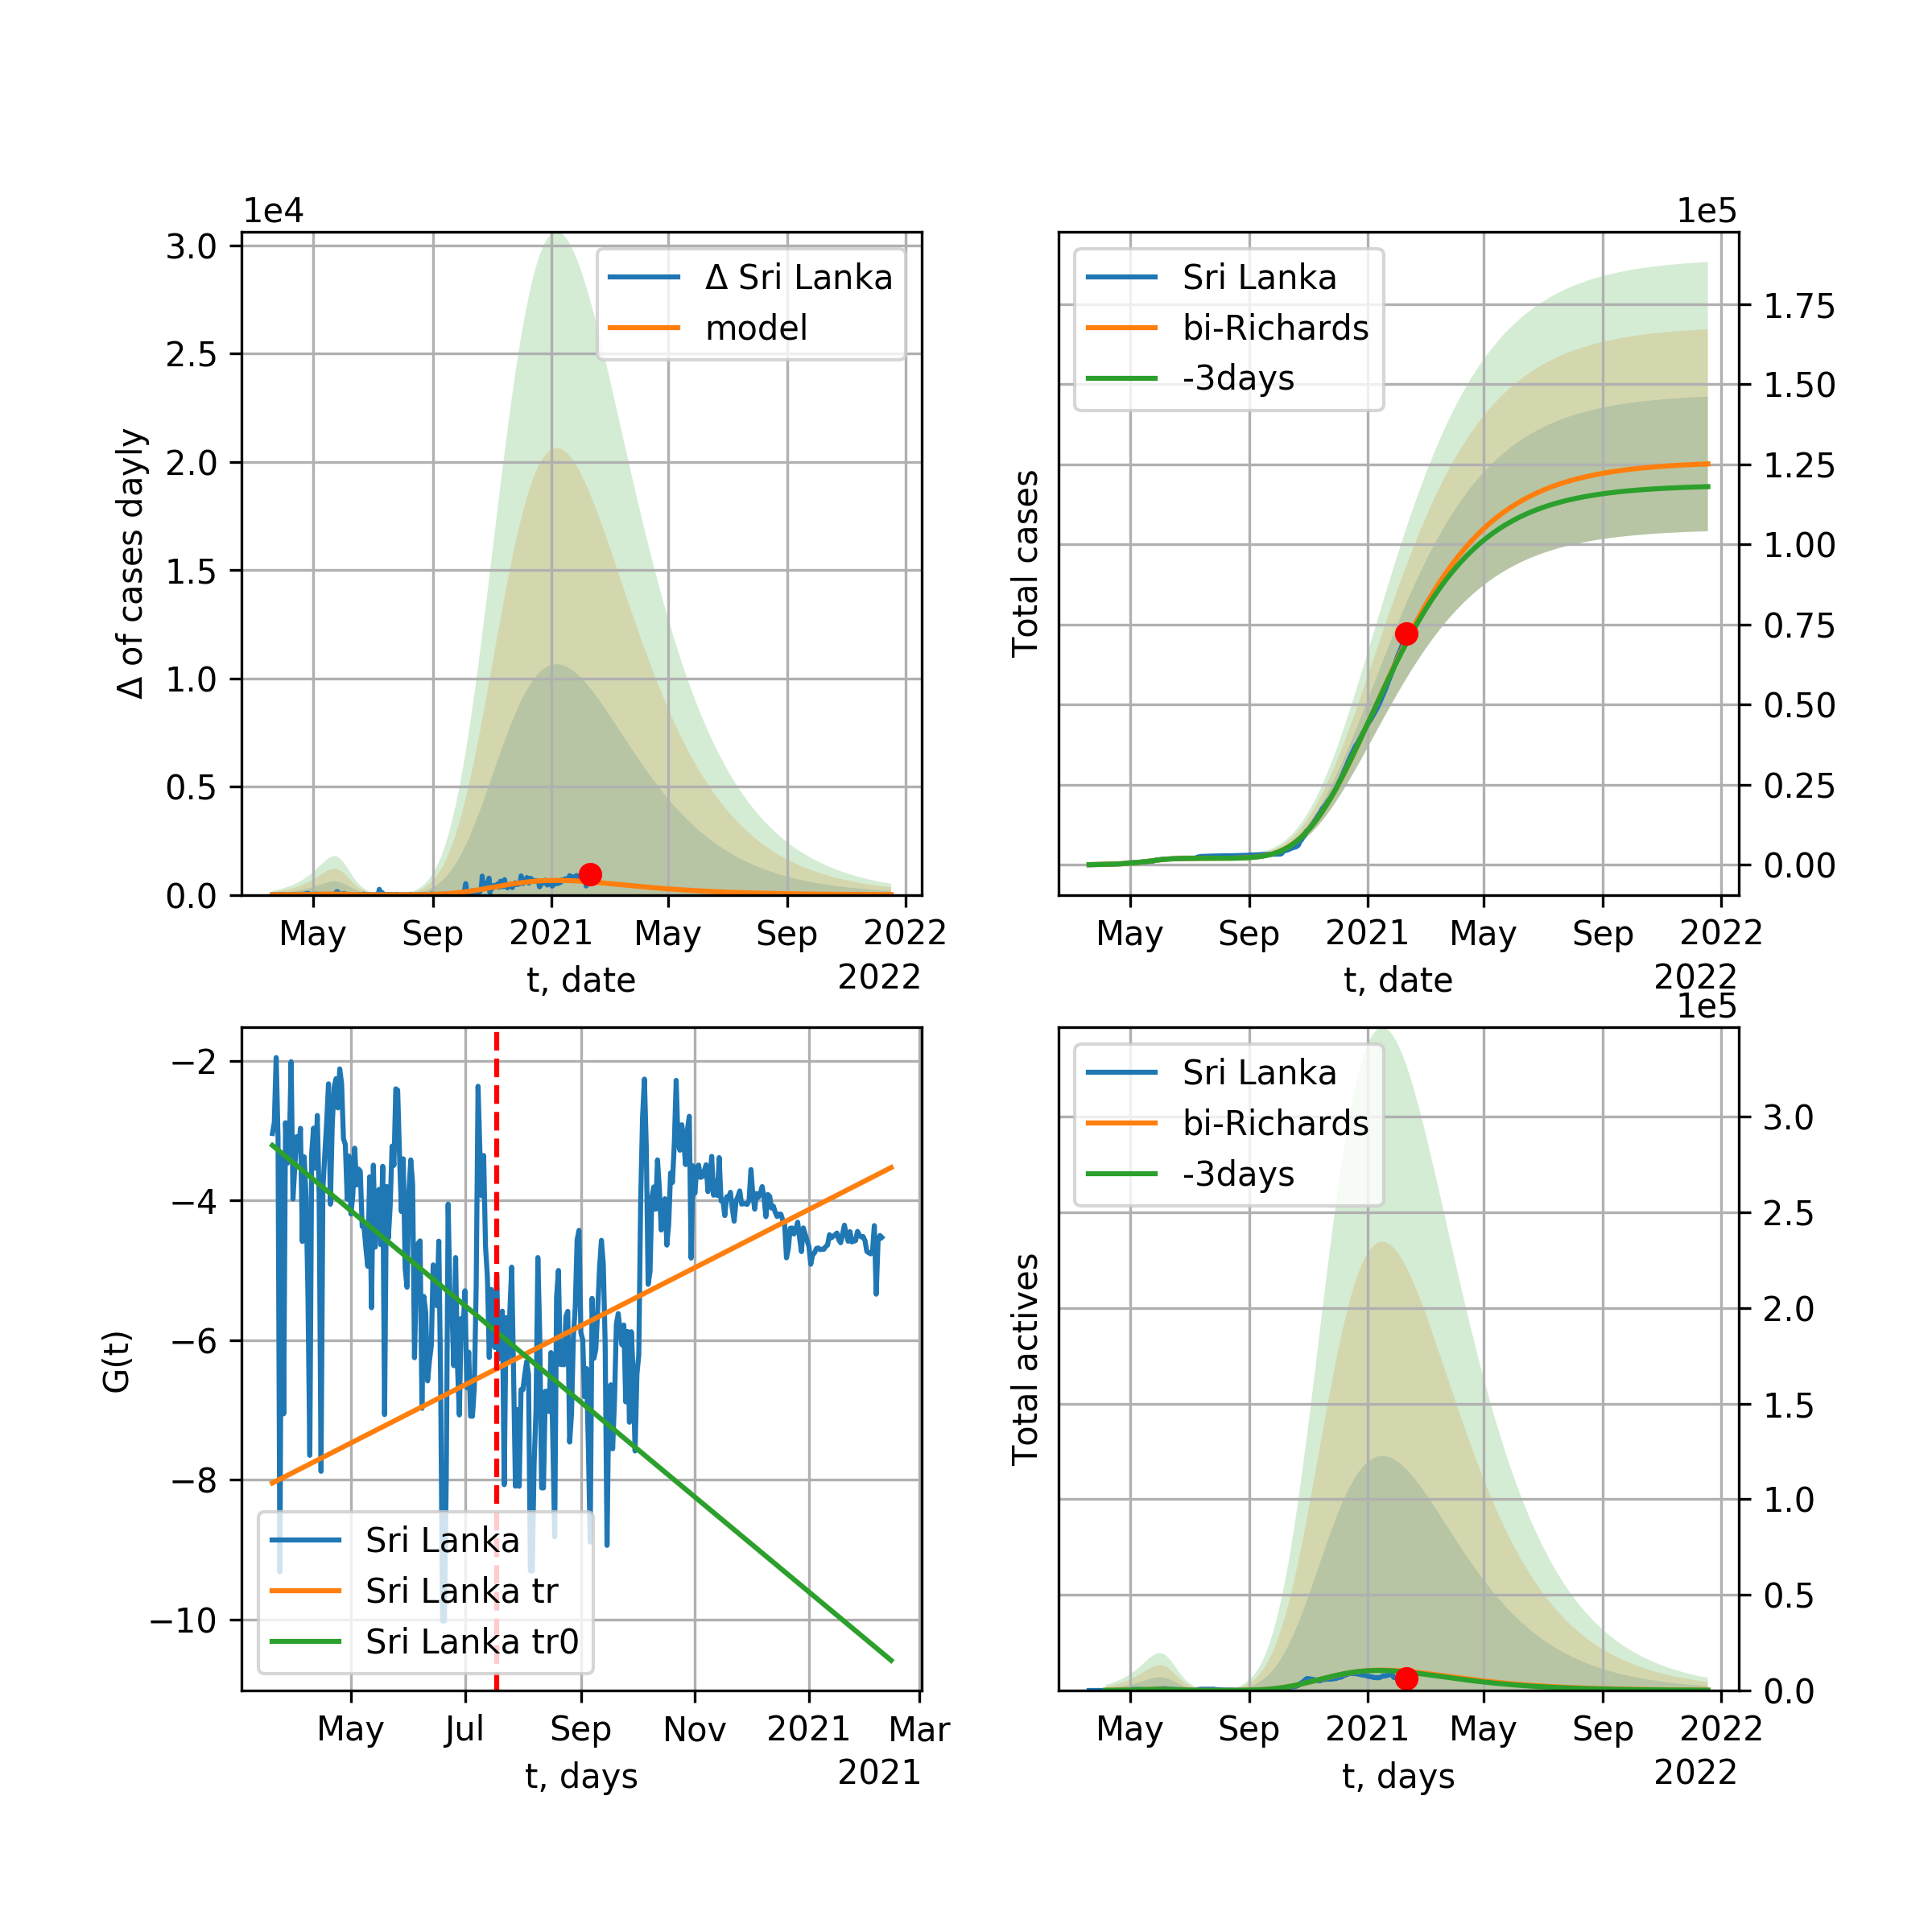 1e4
3.0
2.5
2.0
1.5
1.0
0.5
0.0
Δ of cases dayly
Δ Sri Lanka
model
May Sep 2021 May Sep 2022
t, date
2022
1e5
1.75
1.50
1.25
1.00
0.75
0.50
0.25
0.00
Total cases
Sri Lanka
bi-Richards
-3days
May Sep 2021 May Sep 2022
t, date
2022
−2
−4
−6
−8
−10
G(t)
Sri Lanka
Sri Lanka tr
Sri Lanka tr0
May Jul Sep Nov 2021 Mar
t, days
2021
1e5
3.0
2.5
2.0
1.5
1.0
0.5
0.0
Total actives
Sri Lanka
bi-Richards
-3days
May Sep 2021 May Sep 2022
t, days
2022